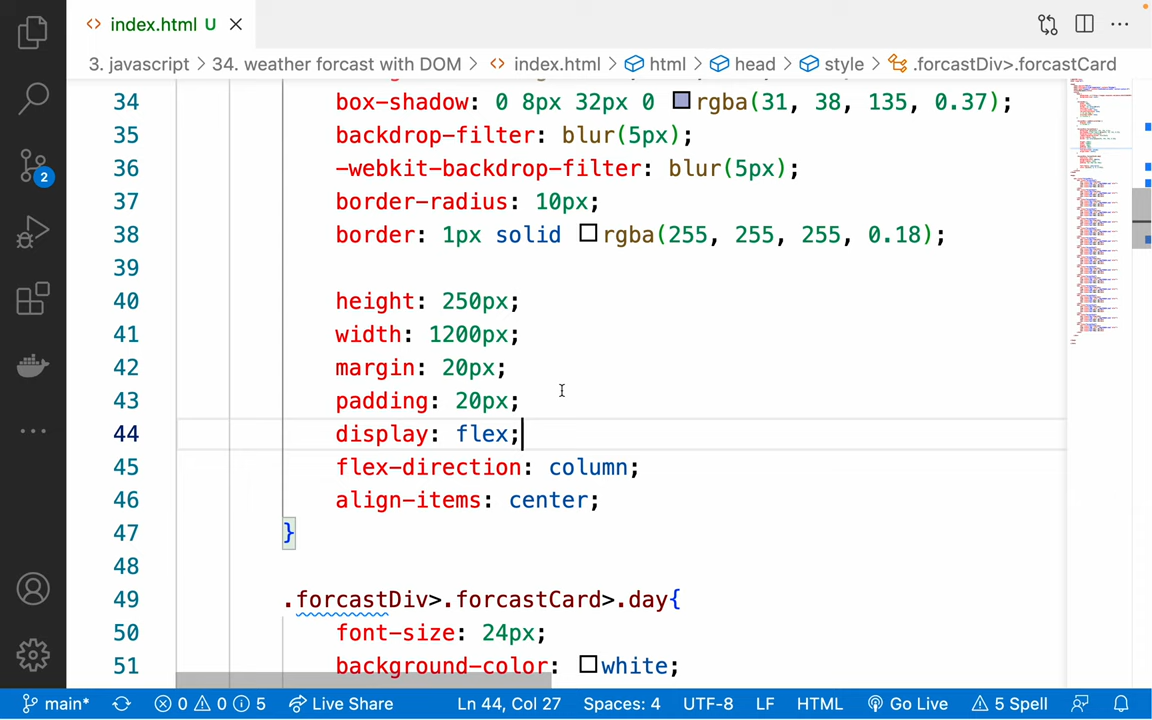 index.html U
3. javascript > 34. weather forcast with DOM > index.html > html > head > style > .forcastDiv>.forcastCard
34 box-shadow: 0 8px 32px 0 rgba(31, 38, 135, 0.37);
35 backdrop-filter: blur(5px);
36 -webkit-backdrop-filter: blur(5px);
37 border-radius: 10px;
38 border: 1px solid rgba(255, 255, 255, 0.18);
39
40 height: 250px;
41 width: 1200px;
42 margin: 20px;
43 padding: 20px;
44 display: flex;
45 flex-direction: column;
46 align-items: center;
47 }
48
49 .forcastDiv>.forcastCard>.day{
50 font-size: 24px;
51 background-color: white;
2
main* 0 0 5 Live Share Ln 44, Col 27 Spaces: 4 UTF-8 LF HTML Go Live 5 Spell